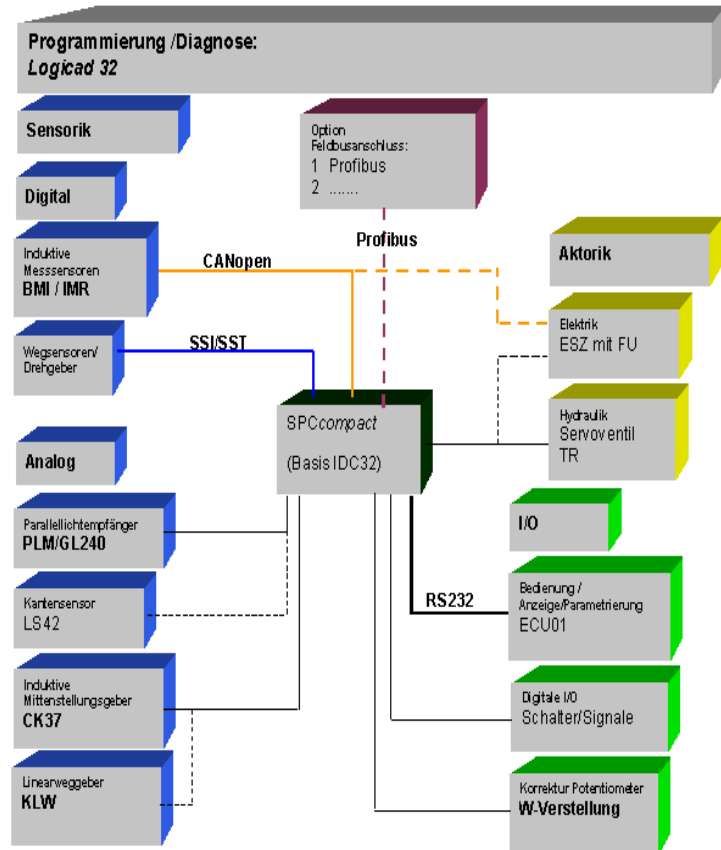 Programmierung /Diagnose:
Logicad 32
Sensorik
Option
Feldbusanschluss:
1 Profibus
2 .......
Digital
Profibus
Induktive
Messsensoren
BMI / IMR
CANopen
Aktorik
Elektrik
ESZ mit FU
Wegsensoren/
Drehgeber
SSI/SST
SPCcompact
(Basis IDC32)
Hydraulik
Servoventil
TR
Analog
Parallellichtempfänger
PLM/GL240
I/O
Kantensensor
LS42
RS232
Bedienung /
Anzeige/Parametrierung
ECU01
Induktive
Mittenstellungsgeber
CK37
Digitale I/O
Schalter/Signale
Linearweggeber
KLW
Korrektur Potentiometer
W-Verstellung